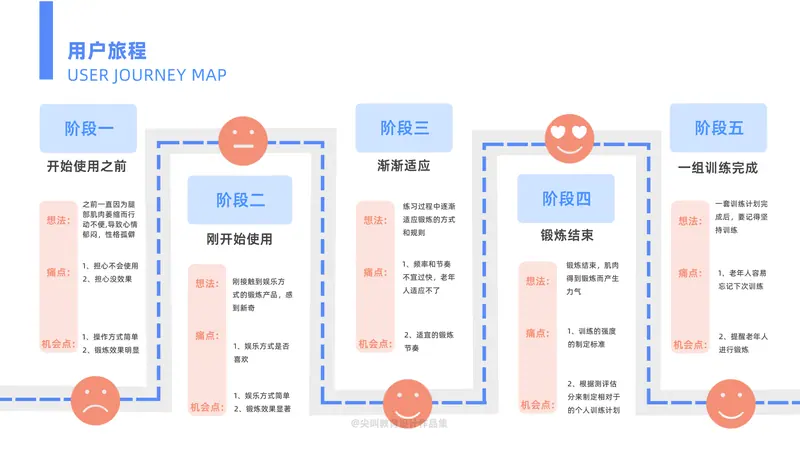 用户旅程
USER JOURNEY MAP
阶段一
开始使用之前
想法：
之前一直因为腿
部肌肉萎缩而行
动不便,导致心情
郁闷，性格孤僻
痛点：
1、担心不会使用
2、担心没效果
机会点：
1、操作方式简单
2、锻炼效果明显
阶段二
刚开始使用
想法：
刚接触到娱乐方
式的锻炼产品，感
到新奇
痛点：
1、娱乐方式是否
喜欢
机会点：
1、娱乐方式简单
2、锻炼效果显著
阶段三
渐渐适应
想法：
练习过程中逐渐
适应锻炼的方式
和规则
痛点：
1、频率和节奏
不宜过快，老年
人适应不了
机会点：
2、适宜的锻炼
节奏
阶段四
锻炼结束
想法：
锻炼结束，肌肉
得到锻炼而产生
力气
痛点：
1、训练的强度
的制定标准
机会点：
2、根据测评估
分来制定相对于
的个人训练计划
阶段五
一组训练完成
想法：
一套训练计划完
成后，要记得坚
持训练
痛点：
1、老年人容易
忘记下次训练
机会点：
2、提醒老年人
进行锻炼
@尖叫教育设计作品集